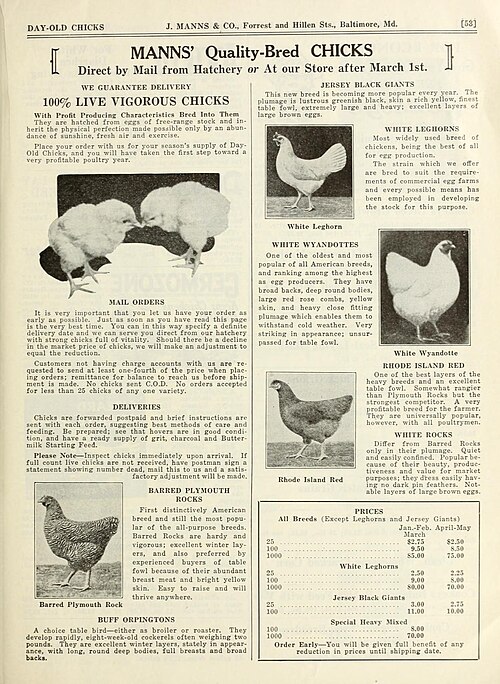 DAY-OLD CHICKS
J. MANNS & CO., Forrest and Hillen Sts., Baltimore, Md.
[53]
MANNS' Quality-Bred CHICKS
Direct by Mail from Hatchery or At our Store after March 1st.
WE GUARANTEE DELIVERY
100% LIVE VIGOROUS CHICKS
With Profit Producing Characteristics Bred Into Them
They are hatched from eggs of free-range stock and in-
herit the physical perfection made possible only by an abun-
dance of sunshine, fresh air and exercise.
Place your order with us for your season's supply of Day-
Old Chicks, and you will have taken the first step toward a
very profitable poultry year.
MAIL ORDERS
It is very important that you let us have your order as
early as possible. Just as soon as you have read this page
is the very best time. You can in this way specify a definite
delivery date and we can serve you direct from our hatchery
with strong chicks full of vitality. Should there be a decline
in the market price of chicks, we will make an adjustment to
equal the reduction.
Customers not having charge accounts with us are re-
quested to send at least one-fourth of the price when plac-
ing orders; remittance for balance to reach us before ship-
ment is made. No chicks sent C.O.D. No orders accepted
for less than 25 chicks of any one variety.
DELIVERIES
Chicks are forwarded postpaid and brief instructions are
sent with each order, suggesting best methods of care and
feeding. Be prepared; see that hovers are in good condi-
tion, and have a ready supply of grit, charcoal and Butter-
milk Starting Feed.
Please Note—Inspect chicks immediately upon arrival. If
full count live chicks are not received, have postman sign a
statement showing number dead, mail this to us and a satis-
factory adjustment will be made.
BARRED PLYMOUTH
ROCKS
First distinctively American
breed and still the most popu-
lar of the all-purpose breeds.
Barred Rocks are hardy and
vigorous; excellent winter lay-
ers, and also preferred by
experienced buyers of table
fowl because of their abundant
breast meat and bright yellow
skin. Easy to raise and will
thrive anywhere.
Barred Plymouth Rock
BUFF ORPINGTONS
A choice table bird—either as broiler or roaster. They
develop rapidly, eight-week-old cockerels often weighing two
pounds. They are excellent winter layers, stately in appear-
ance, with long, round deep bodies, full breasts and broad
backs.
JERSEY BLACK GIANTS
This new breed is becoming more popular every year. The
plumage is lustrous greenish black, skin a rich yellow, finest
table fowl, extremely large and heavy; excellent layers of
large brown eggs.
WHITE LEGHORNS
Most widely used breed of
chickens, being the best of all
for egg production.
The strain which we offer
are bred to suit the require-
ments of commercial egg farms
and every possible means has
been employed in developing
the stock for this purpose.
White Leghorn
WHITE WYANDOTTES
One of the oldest and most
popular of all American breeds,
and ranking among the highest
as egg producers. They have
broad backs, deep round bodies,
large red rose combs, yellow
skin, and heavy close fitting
plumage which enables them to
withstand cold weather. Very
striking in appearance; unsur-
passed for table fowl.
White Wyandotte
RHODE ISLAND RED
One of the best layers of the
heavy breeds and an excellent
table fowl. Somewhat rangier
than Plymouth Rocks but the
strongest competitor. A very
profitable breed for the farmer.
They are universally popular,
however, with all poultrymen.
Rhode Island Red
WHITE ROCKS
Differ from Barred Rocks
only in their plumage. Quiet
and easily confined. Popular be-
cause of their beauty, produc-
tiveness and value for market
purposes; they dress easily hav-
ing no dark pin feathers. Not-
able layers of large brown eggs.
PRICES
All Breeds (Except Leghorns and Jersey Giants)
Jan.-Feb. April-May
March
25 $2.75 $2.50
100 9.50 8.50
1000 85.00 75.00
White Leghorns
25 2.50 2.25
100 9.00 8.00
1000 80.00 70.00
Jersey Black Giants
25 3.00 2.75
100 11.00 10.00
Special Heavy Mixed
100 8.00
1000 70.00
Order Early—You will be given full benefit of any
reduction in prices until shipping date.